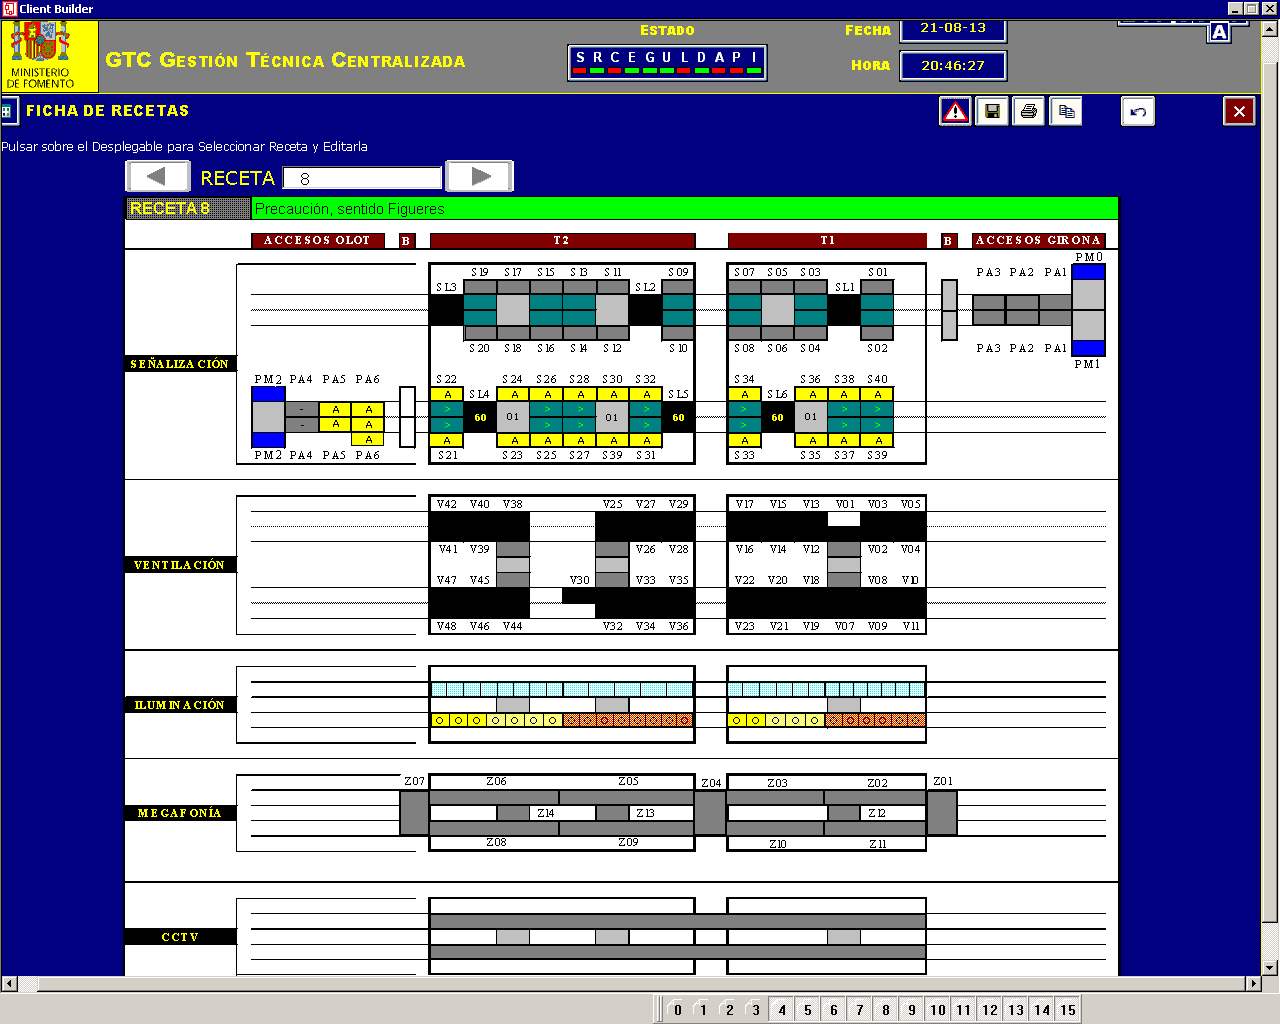 Client Builder
MINISTERIO
DE FOMENTO
GTC GESTIÓN TÉCNICA CENTRALIZADA
ESTADO
S R C E G U L D A P I
FECHA
21-08-13
HORA
20:46:27
A
FICHA DE RECETAS
Pulsar sobre el Desplegable para Seleccionar Receta y Editarla
RECETA 8
RECETA 8 Precaución, sentido Figueres
ACCESOS OLOT B T2 T1 B ACCESOS GIRONA
PM0
S19 S17 S15 S13 S11 S09 S07 S05 S03 S01 PA3 PA2 PA1
SL3 SL2 SL1
S20 S18 S16 S14 S12 S10 S08 S06 S04 S02 PA3 PA2 PA1
PM1
SEÑALIZACIÓN
PM2 PA4 PA5 PA6 S22 S24 S26 S28 S30 S32 S34 S36 S38 S40
SL4 SL5 SL6
A A A A A A A A A A
- A A > 60 01 > > 01 > 60 > 60 01 > >
- A A > > > > > > >
A A A A A A A A A A A
PM2 PA4 PA5 PA6 S21 S23 S25 S27 S39 S31 S33 S35 S37 S39
V42 V40 V38 V25 V27 V29 V17 V15 V13 V01 V03 V05
V41 V39 V26 V28 V16 V14 V12 V02 V04
VENTILACIÓN
V47 V45 V30 V33 V35 V22 V20 V18 V08 V10
V48 V46 V44 V32 V34 V36 V23 V21 V19 V07 V09 V11
ILUMINACIÓN
O O O O O O O O O O O O O O O O O O O O O O O O O O
Z07 Z06 Z05 Z04 Z03 Z02 Z01
MEGAFONÍA
Z14 Z13 Z12
Z08 Z09 Z10 Z11
CCTV
0 1 2 3 4 5 6 7 8 9 10 11 12 13 14 15